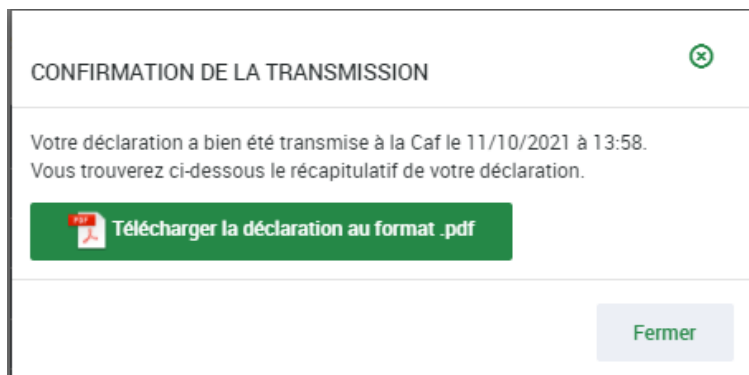 CONFIRMATION DE LA TRANSMISSION
Votre déclaration a bien été transmise à la Caf le 11/10/2021 à 13:58.
Vous trouverez ci-dessous le récapitulatif de votre déclaration.
PDF Télécharger la déclaration au format .pdf
Fermer